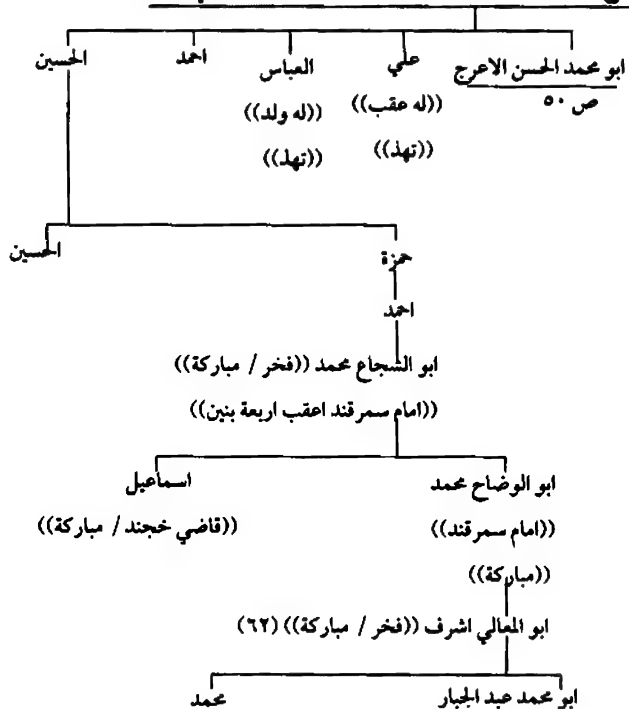 ابو محمد الحسن الاعرج علي العباس احمد الحسين
ص ٥٠ ((له عقب)) ((له ولد))
((تهذ)) ((تهذ))
حمزة الحسين
احمد
ابو الشجاع محمد ((فخر / مباركة))
((امام سمرقند اعقب اربعة بنين))
ابو الوضاح محمد اسماعيل
((امام سمرقند)) ((قاضي خجند / مباركة))
((مباركة))
ابو المعالي اشرف ((فخر / مباركة)) (٦٢)
ابو محمد عبد الجبار محمد